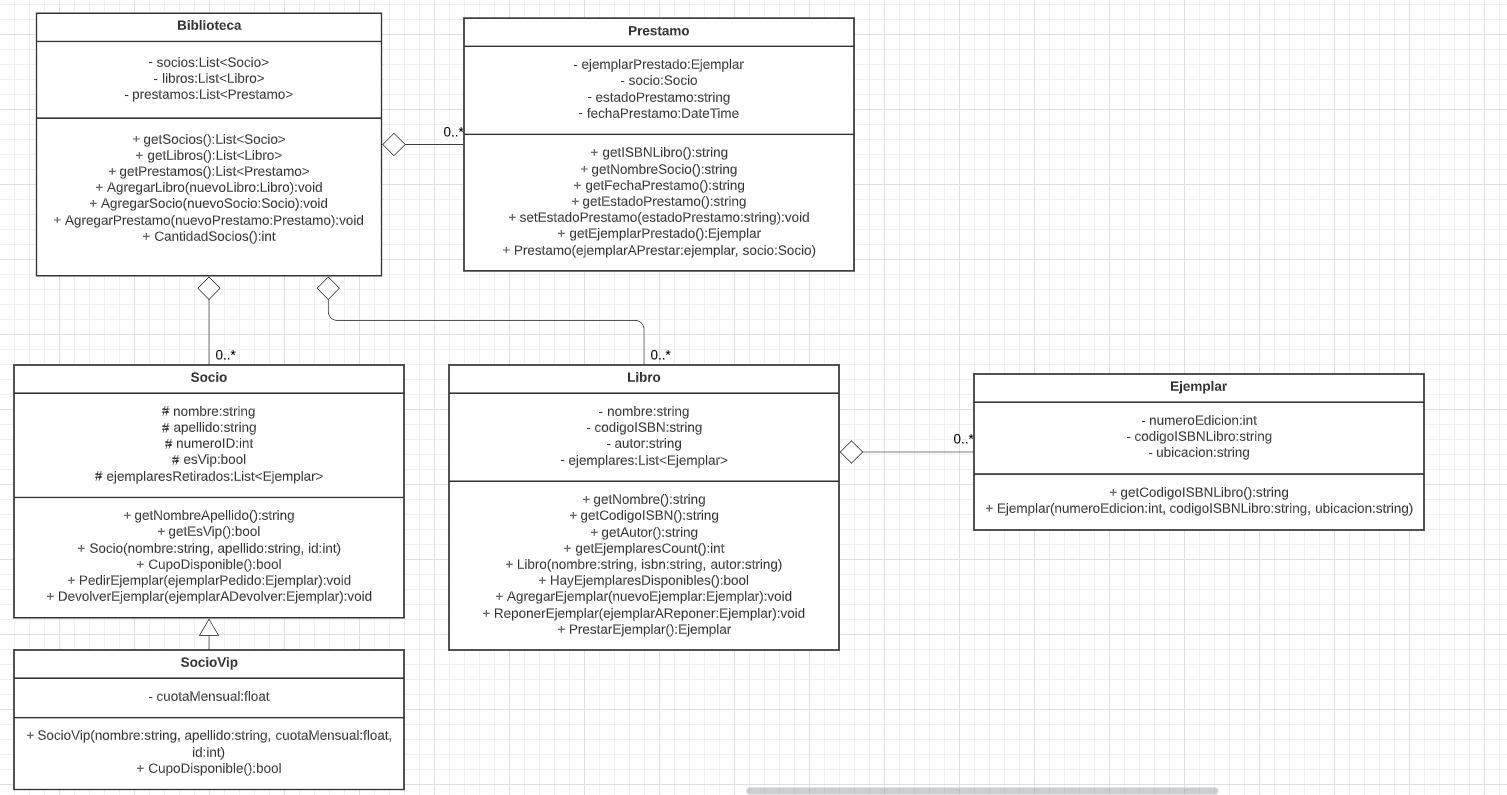 Biblioteca
- socios:List<Socio>
- libros:List<Libro>
- prestamos:List<Prestamo>
+ getSocios():List<Socio>
+ getLibros():List<Libro>
+ getPrestamos():List<Prestamo>
+ AgregarLibro(nuevoLibro:Libro):void
+ AgregarSocio(nuevoSocio:Socio):void
+ AgregarPrestamo(nuevoPrestamo:Prestamo):void
+ CantidadSocios():int
0..*
Prestamo
- ejemplarPrestado:Ejemplar
- socio:Socio
- estadoPrestamo:string
- fechaPrestamo:DateTime
+ getISBNLibro():string
+ getNombreSocio():string
+ getFechaPrestamo():string
+ getEstadoPrestamo():string
+ setEstadoPrestamo(estadoPrestamo:string):void
+ getEjemplarPrestado():Ejemplar
+ Prestamo(ejemplarAPrestar:ejemplar, socio:Socio)
0..*
0..*
Socio
# nombre:string
# apellido:string
# numeroID:int
# esVip:bool
# ejemplaresRetirados:List<Ejemplar>
+ getNombreApellido():string
+ getEsVip():bool
+ Socio(nombre:string, apellido:string, id:int)
+ CupoDisponible():bool
+ PedirEjemplar(ejemplarPedido:Ejemplar):void
+ DevolverEjemplar(ejemplarADevolver:Ejemplar):void
Libro
- nombre:string
- codigoISBN:string
- autor:string
- ejemplares:List<Ejemplar>
+ getNombre():string
+ getCodigoISBN():string
+ getAutor():string
+ getEjemplaresCount():int
+ Libro(nombre:string, isbn:string, autor:string)
+ HayEjemplaresDisponibles():bool
+ AgregarEjemplar(nuevoEjemplar:Ejemplar):void
+ ReponerEjemplar(ejemplarAReponer:Ejemplar):void
+ PrestarEjemplar():Ejemplar
0..*
Ejemplar
- numeroEdicion:int
- codigoISBNLibro:string
- ubicacion:string
+ getCodigoISBNLibro():string
+ Ejemplar(numeroEdicion:int, codigoISBNLibro:string, ubicacion:string)
SocioVip
- cuotaMensual:float
+ SocioVip(nombre:string, apellido:string, cuotaMensual:float,
id:int)
+ CupoDisponible():bool